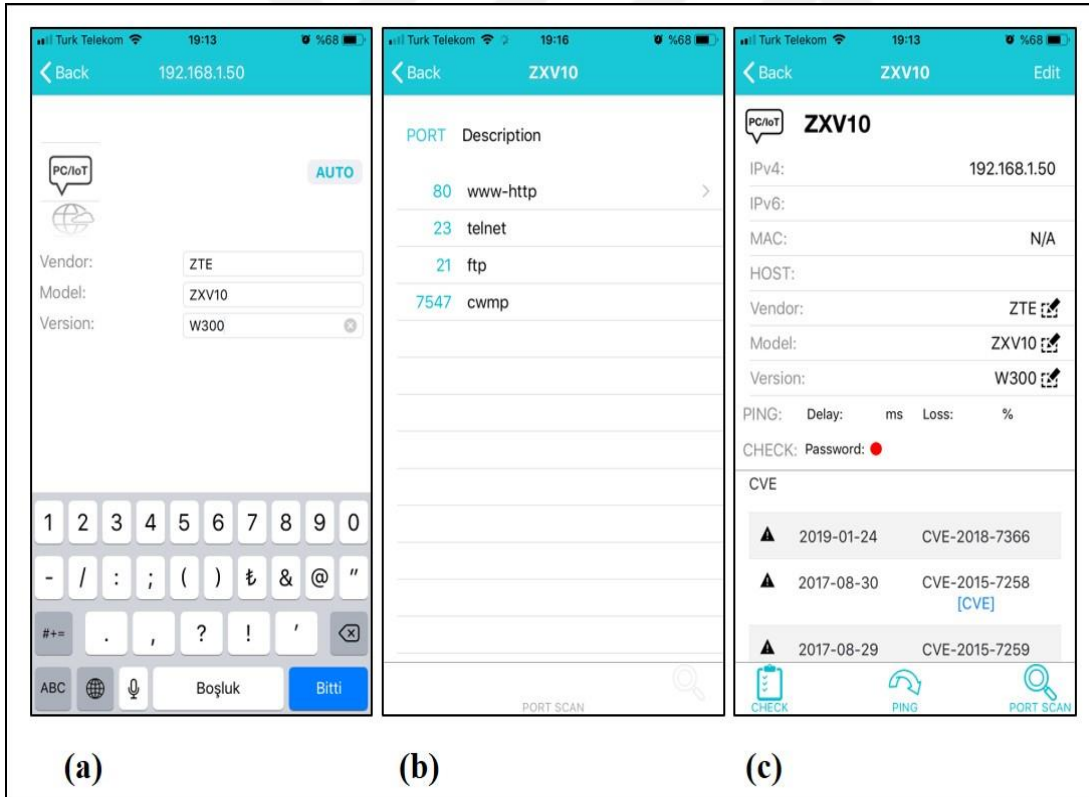 Turk Telekom 19:13 %68
Back 192.168.1.50
PC/IoT
AUTO
Vendor: ZTE
Model: ZXV10
Version: W300
1 2 3 4 5 6 7 8 9 0
- / : ; ( ) ₺ & @ "
#+= . , ? ! '
ABC Boşluk Bitti
(a)
Turk Telekom 19:16 %68
Back ZXV10
PORT Description
80 www-http
23 telnet
21 ftp
7547 cwmp
PORT SCAN
(b)
Turk Telekom 19:13 %68
Back ZXV10 Edit
PC/IoT ZXV10
IPv4: 192.168.1.50
IPv6:
MAC: N/A
HOST:
Vendor: ZTE
Model: ZXV10
Version: W300
PING: Delay: ms Loss: %
CHECK: Password:
CVE
2019-01-24 CVE-2018-7366
2017-08-30 CVE-2015-7258
[CVE]
2017-08-29 CVE-2015-7259
CHECK PING PORT SCAN
(c)